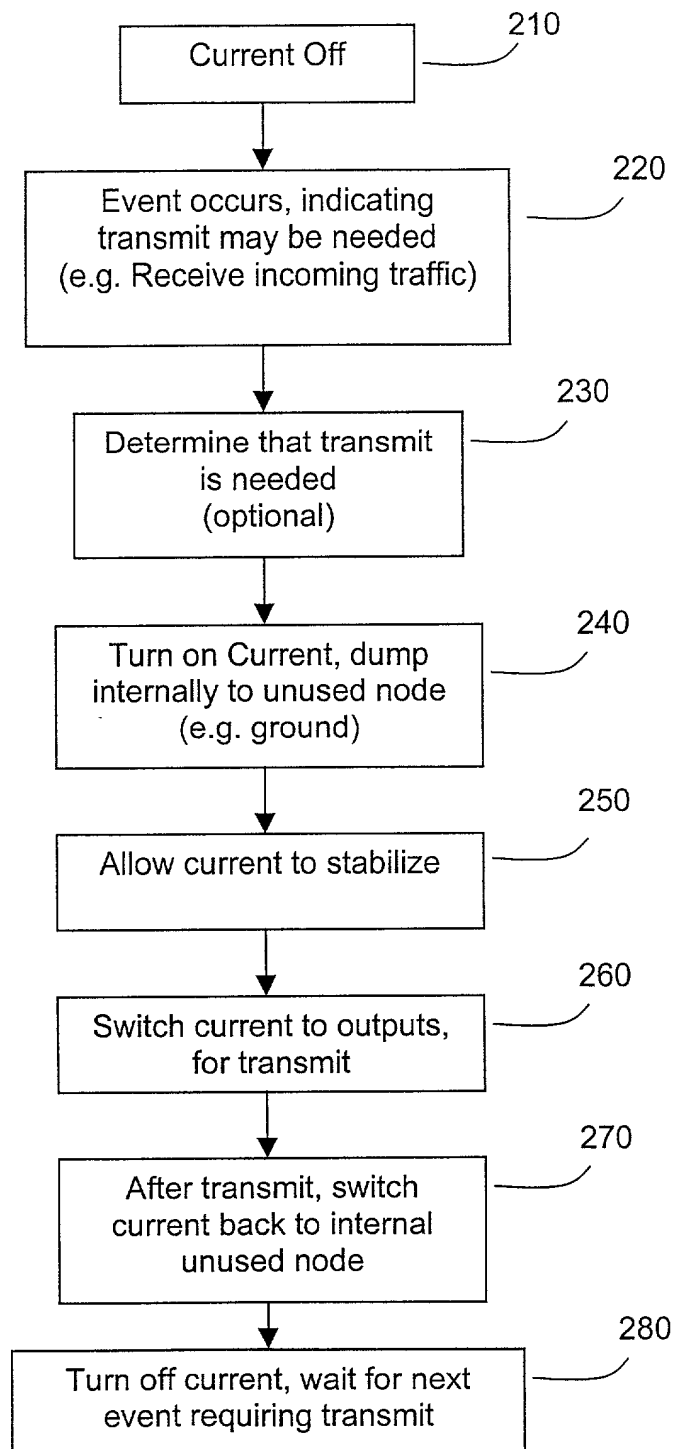 210
Current Off
220
Event occurs, indicating
transmit may be needed
(e.g. Receive incoming traffic)
230
Determine that transmit
is needed
(optional)
240
Turn on Current, dump
internally to unused node
(e.g. ground)
250
Allow current to stabilize
260
Switch current to outputs,
for transmit
270
After transmit, switch
current back to internal
unused node
280
Turn off current, wait for next
event requiring transmit